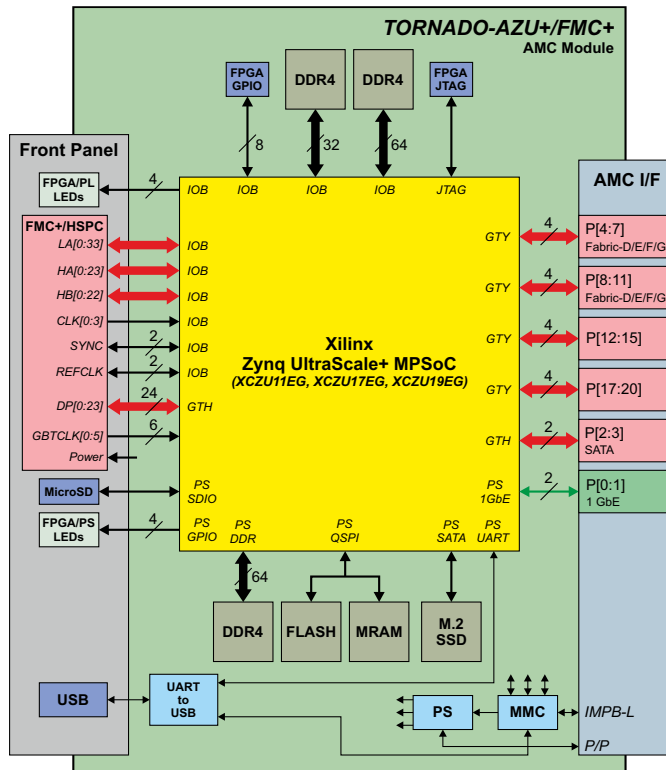 TORNADO-AZU+/FMC+
AMC Module
FPGA
GPIO
DDR4
DDR4
FPGA
JTAG
8
32
64
Front Panel
AMC I/F
FPGA/PL
LEDs
4
IOB
IOB
IOB
IOB
JTAG
FMC+/HSPC
LA[0:33]
IOB
HA[0:23]
IOB
HB[0:22]
IOB
CLK[0:3]
IOB
SYNC
2
IOB
REFCLK
2
IOB
DP[0:23]
24
GTH
GBTCLK[0:5]
6
Power
Xilinx
Zynq UltraScale+ MPSoC
(XCZU11EG, XCZU17EG, XCZU19EG)
GTY
4
P[4:7]
Fabric-D/E/F/G
GTY
4
P[8:11]
Fabric-D/E/F/G
GTY
4
P[12:15]
GTY
4
P[17:20]
GTH
2
P[2:3]
SATA
PS
1GbE
2
P[0:1]
1 GbE
MicroSD
PS
SDIO
FPGA/PS
LEDs
4
PS
GPIO
PS
DDR
PS
QSPI
PS
SATA
PS
UART
64
DDR4
FLASH
MRAM
M.2
SSD
USB
UART
to
USB
PS
MMC
IMPB-L
P/P